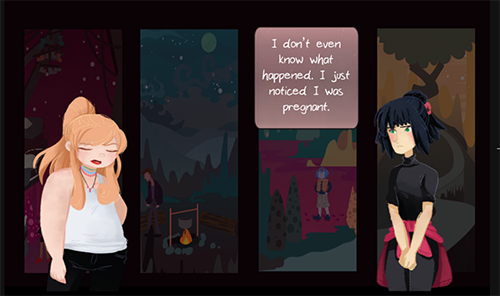 I don't even
know what
happened. I just
noticed I was
pregnant.